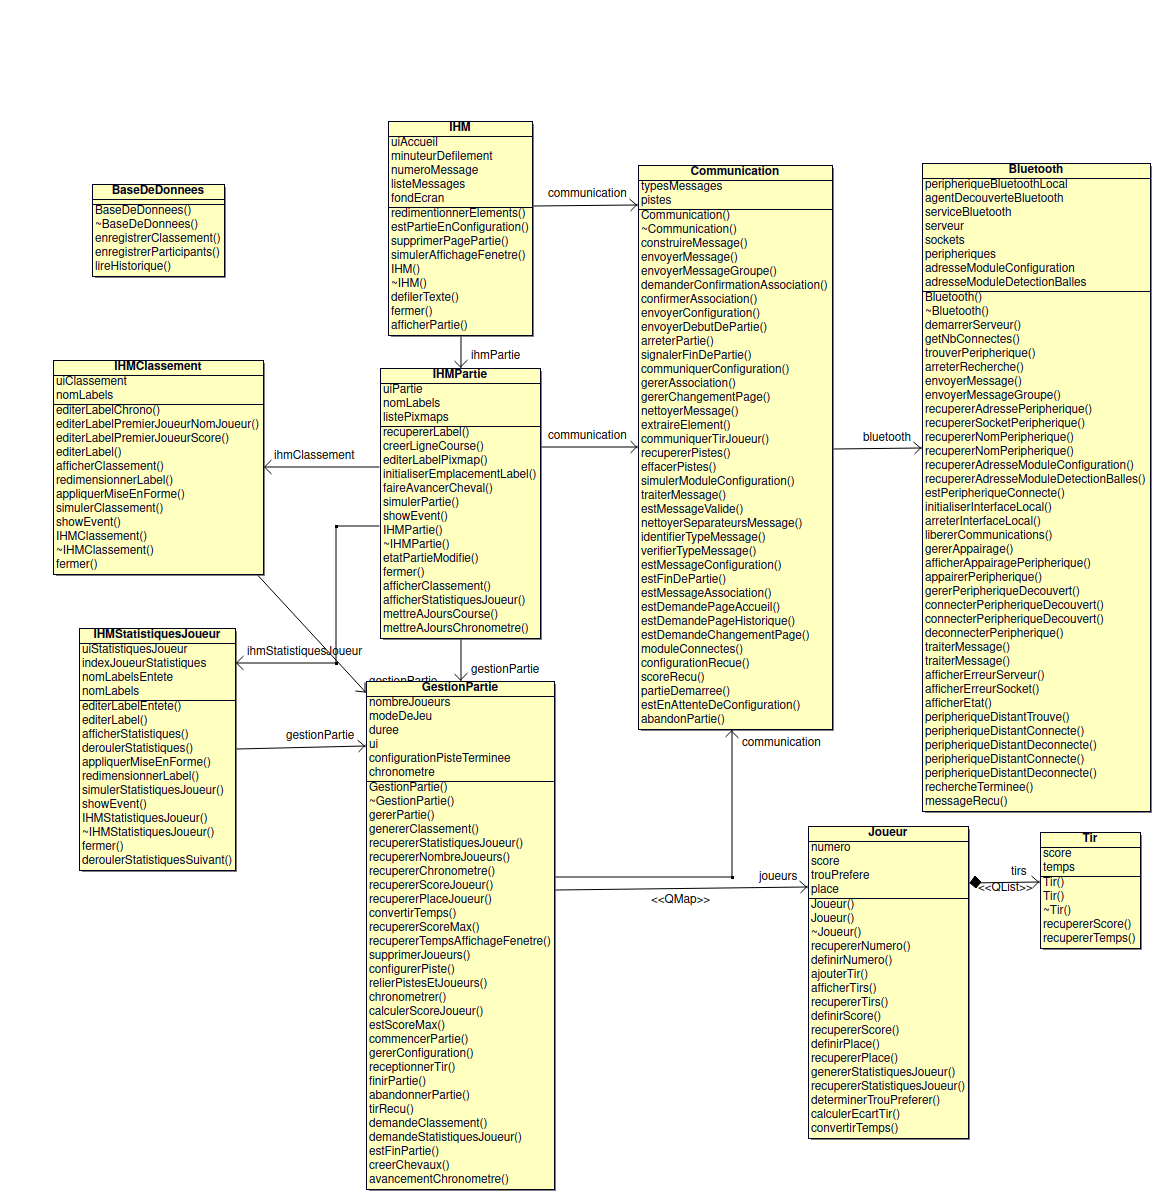 IHM
uiAccueil
minuteurDefilement
numeroMessage
listeMessages
fondEcran
redimentionnerElements()
estPartieEnConfiguration()
supprimerPagePartie()
simulerAffichageFenetre()
IHM()
~IHM()
defilerTexte()
fermer()
afficherPartie()
communication
ihmPartie
BaseDeDonnees
BaseDeDonnees()
~BaseDeDonnees()
enregistrerClassement()
enregistrerParticipants()
lireHistorique()
Communication
typesMessages
pistes
Communication()
~Communication()
construireMessage()
envoyerMessage()
envoyerMessageGroupe()
demanderConfirmationAssociation()
confirmerAssociation()
envoyerConfiguration()
envoyerDebutDePartie()
arreterPartie()
signalerFinDePartie()
communiquerConfiguration()
gererAssociation()
gererChangementPage()
nettoyerMessage()
extraireElement()
communiquerTirJoueur()
recupererPistes()
effacerPistes()
simulerModuleConfiguration()
traiterMessage()
estMessageValide()
nettoyerSeparateursMessage()
identifierTypeMessage()
verifierTypeMessage()
estMessageConfiguration()
estFinDePartie()
estMessageAssociation()
estDemandePageAccueil()
estDemandePageHistorique()
estDemandeChangementPage()
moduleConnectes()
configurationRecue()
scoreRecu()
partieDemarree()
estEnAttenteDeConfiguration()
abandonPartie()
bluetooth
Bluetooth
peripheriqueBluetoothLocal
agentDecouverteBluetooth
serviceBluetooth
serveur
sockets
peripheriques
adresseModuleConfiguration
adresseModuleDetectionBalles
Bluetooth()
~Bluetooth()
demarrerServeur()
getNbConnectes()
trouverPeripherique()
arreterRecherche()
envoyerMessage()
envoyerMessageGroupe()
recupererAdressePeripherique()
recupererSocketPeripherique()
recupererNomPeripherique()
recupererNomPeripherique()
recupererAdresseModuleConfiguration()
recupererAdresseModuleDetectionBalles()
estPeripheriqueConnecte()
initialiserInterfaceLocal()
arreterInterfaceLocal()
libererCommunications()
gererAppairage()
afficherAppairagePeripherique()
appairerPeripherique()
gererPeripheriqueDecouvert()
connecterPeripheriqueDecouvert()
connecterPeripheriqueDecouvert()
deconnecterPeripherique()
traiterMessage()
traiterMessage()
afficherErreurServeur()
afficherErreurSocket()
afficherEtat()
peripheriqueDistantTrouve()
peripheriqueDistantConnecte()
peripheriqueDistantDeconnecte()
peripheriqueDistantConnecte()
peripheriqueDistantDeconnecte()
rechercheTerminee()
messageRecu()
IHMClassement
uiClassement
nomLabels
editerLabelChrono()
editerLabelPremierJoueurNomJoueur()
editerLabelPremierJoueurScore()
editerLabel()
afficherClassement()
redimensionnerLabel()
appliquerMiseEnForme()
simulerClassement()
showEvent()
IHMClassement()
~IHMClassement()
fermer()
ihmClassement
IHMPartie
uiPartie
nomLabels
listePixmaps
recupererLabel()
creerLigneCourse()
editerLabelPixmap()
initialiserEmplacementLabel()
faireAvancerCheval()
simulerPartie()
showEvent()
IHMPartie()
~IHMPartie()
etatPartieModifie()
fermer()
afficherClassement()
afficherStatistiquesJoueur()
mettreAJoursCourse()
mettreAJoursChronometre()
communication
ihmStatistiquesJoueur
gestionPartie
gestionPartie
IHMStatistiquesJoueur
uiStatistiquesJoueur
indexJoueurStatistiques
nomLabelsEntete
nomLabels
editerLabelEntete()
editerLabel()
afficherStatistiques()
deroulerStatistiques()
appliquerMiseEnForme()
redimensionnerLabel()
simulerStatistiquesJoueur()
showEvent()
IHMStatistiquesJoueur()
~IHMStatistiquesJoueur()
fermer()
deroulerStatistiquesSuivant()
gestionPartie
GestionPartie
nombreJoueurs
modeDeJeu
duree
ui
configurationPisteTerminee
chronometre
GestionPartie()
~GestionPartie()
gererPartie()
genererClassement()
recupererStatistiquesJoueur()
recupererNombreJoueurs()
recupererChronometre()
recupererScoreJoueur()
recupererPlaceJoueur()
convertirTemps()
recupererScoreMax()
recupererTempsAffichageFenetre()
supprimerJoueurs()
configurerPiste()
relierPistesEtJoueurs()
chronometrer()
calculerScoreJoueur()
estScoreMax()
commencerPartie()
gererConfiguration()
receptionnerTir()
finirPartie()
abandonnerPartie()
tirRecu()
demandeClassement()
demandeStatistiquesJoueur()
estFinPartie()
creerChevaux()
avancementChronometre()
communication
joueurs
<<QMap>>
Joueur
numero
score
trouPrefere
place
Joueur()
Joueur()
~Joueur()
recupererNumero()
definirNumero()
ajouterTir()
afficherTirs()
recupererTirs()
definirScore()
recupererScore()
definirPlace()
recupererPlace()
genererStatistiquesJoueur()
recupererStatistiquesJoueur()
determinerTrouPreferer()
calculerEcartTir()
convertirTemps()
tirs
<<QList>>
Tir
score
temps
Tir()
Tir()
~Tir()
recupererScore()
recupererTemps()